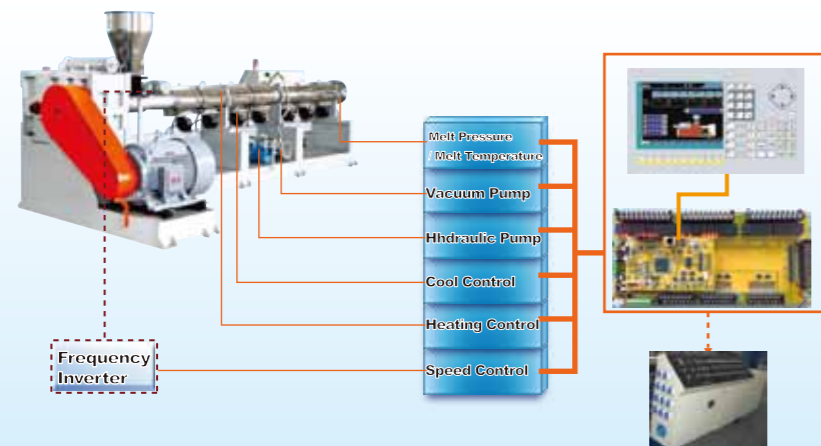 Melt Pressure
/ Melt Temperature
Vacuum Pump
Hhdraulic Pump
Cool Control
Heating Control
Speed Control
Frequency
Inverter